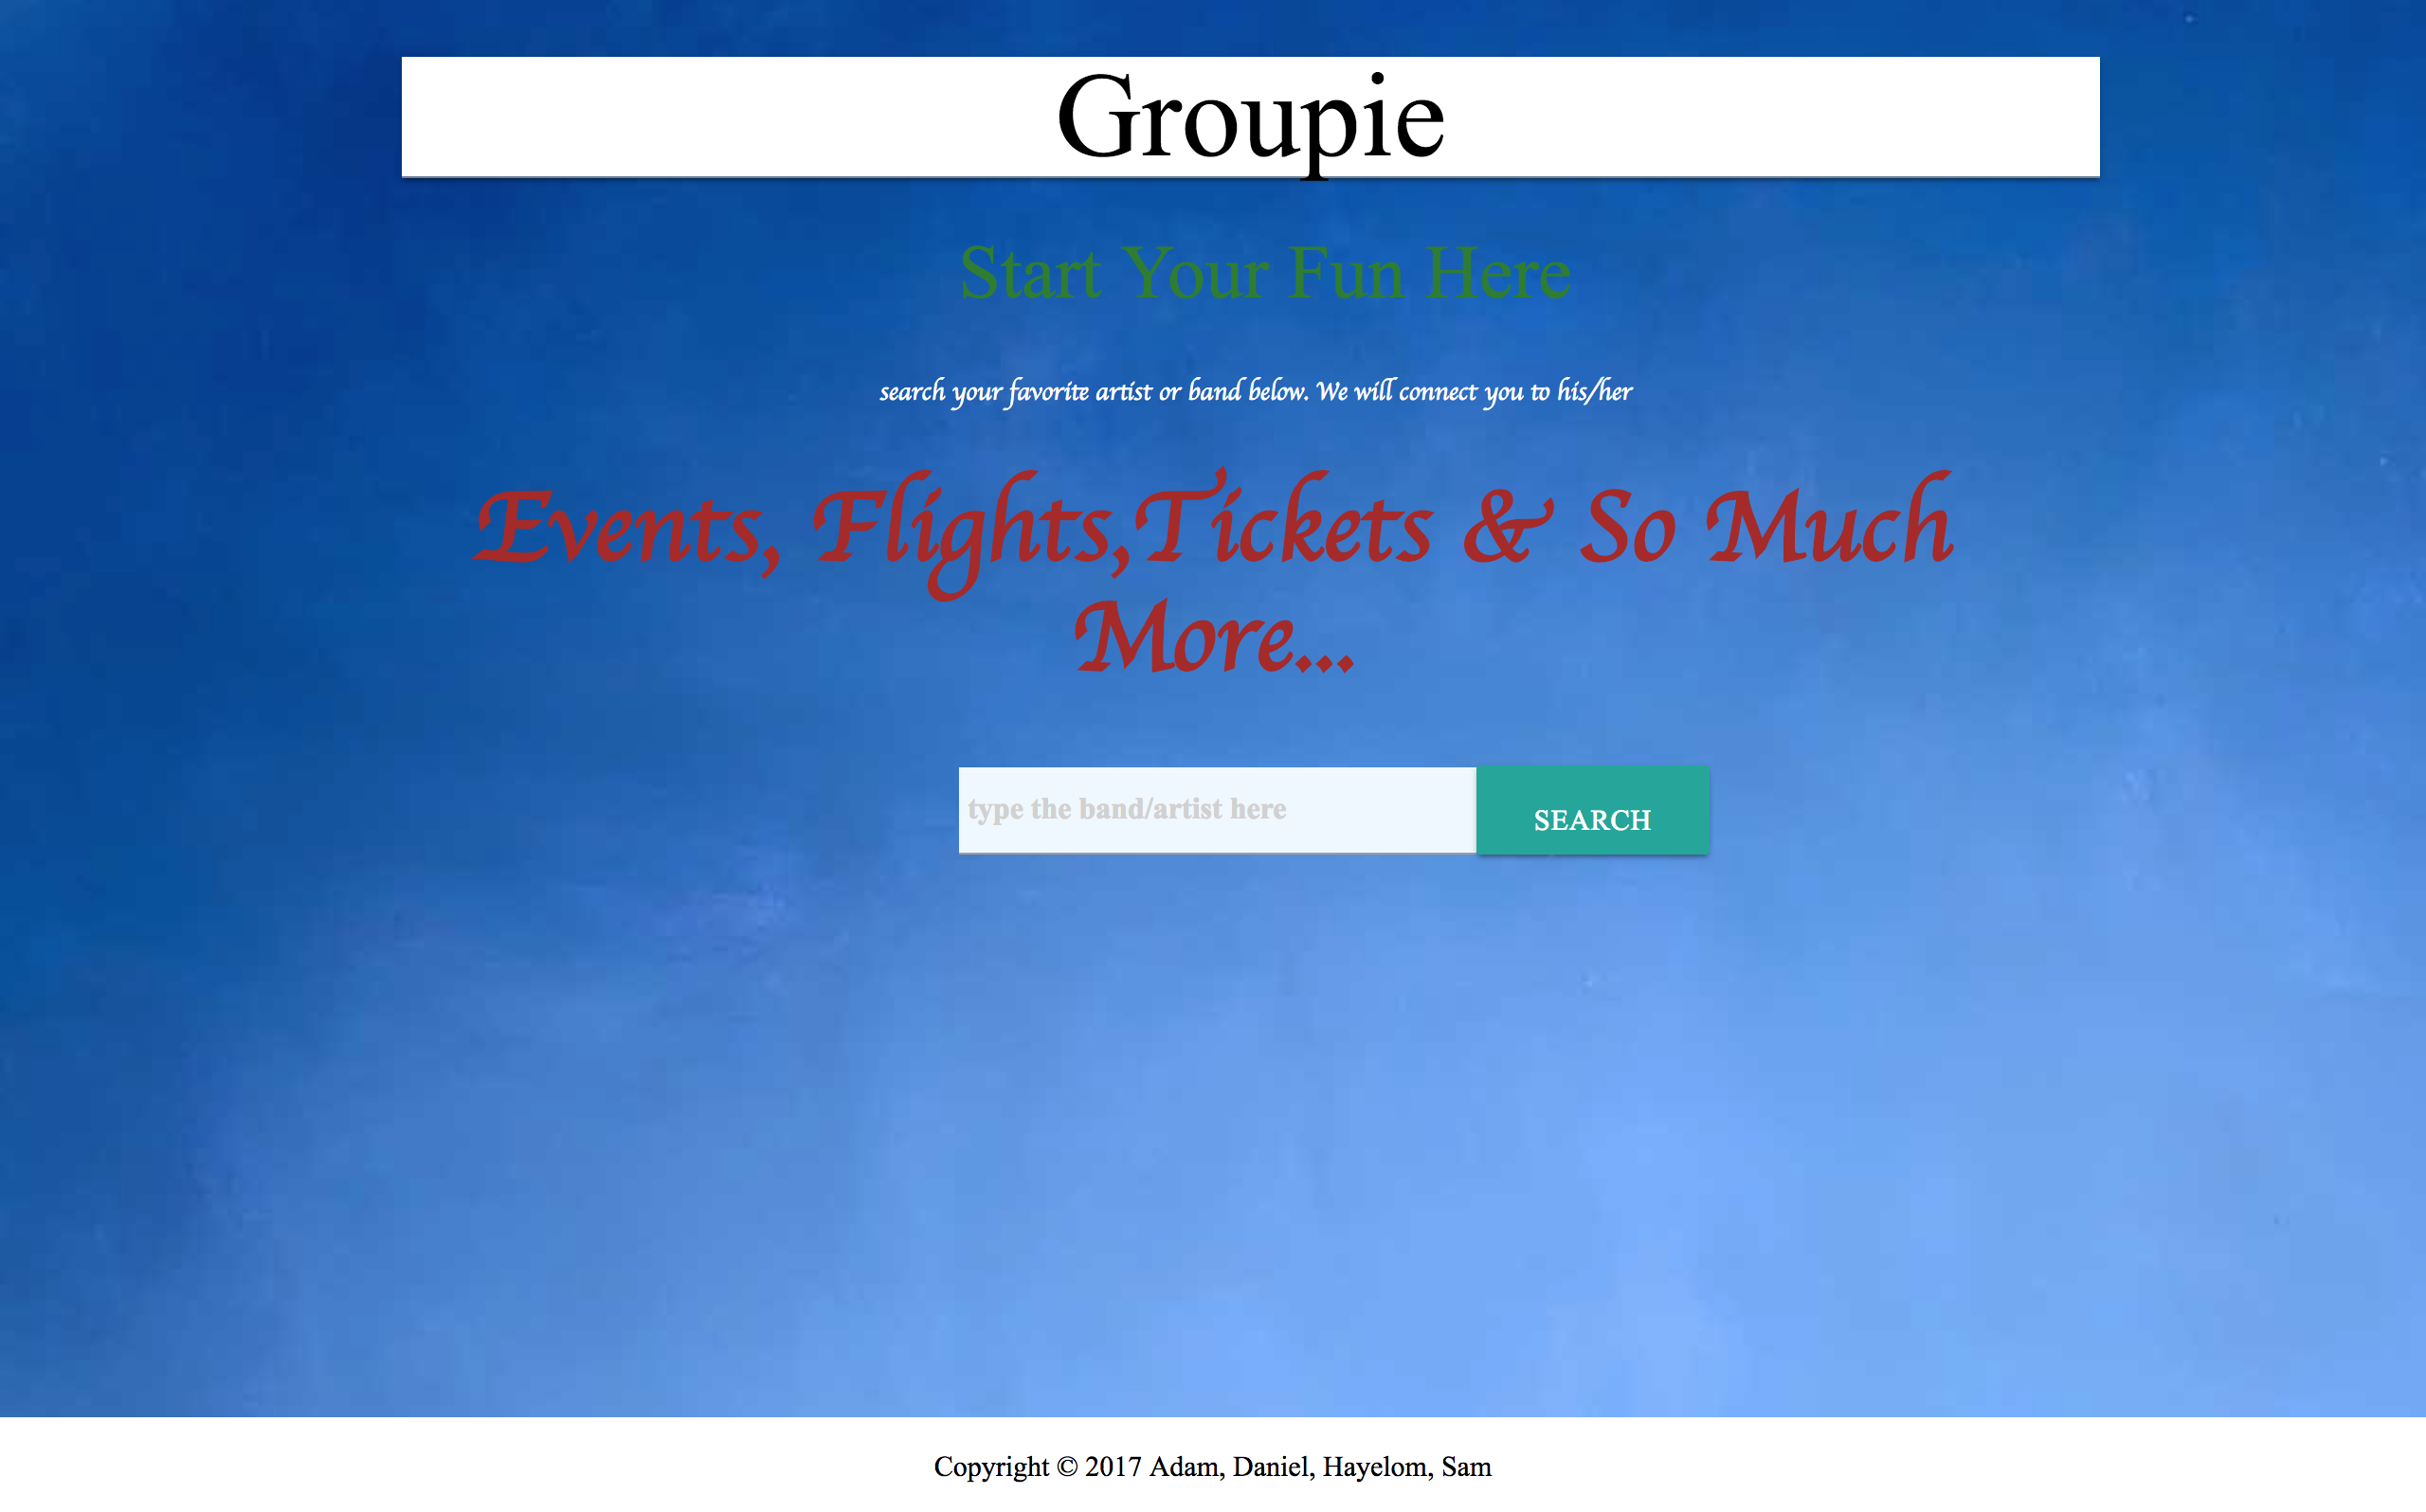 Groupie
Start Your Fun Here
search your favorite artist or band below. We will connect you to his/her
Events, Flights,Tickets & So Much
More...
type the band/artist here
SEARCH
Copyright © 2017 Adam, Daniel, Hayelom, Sam